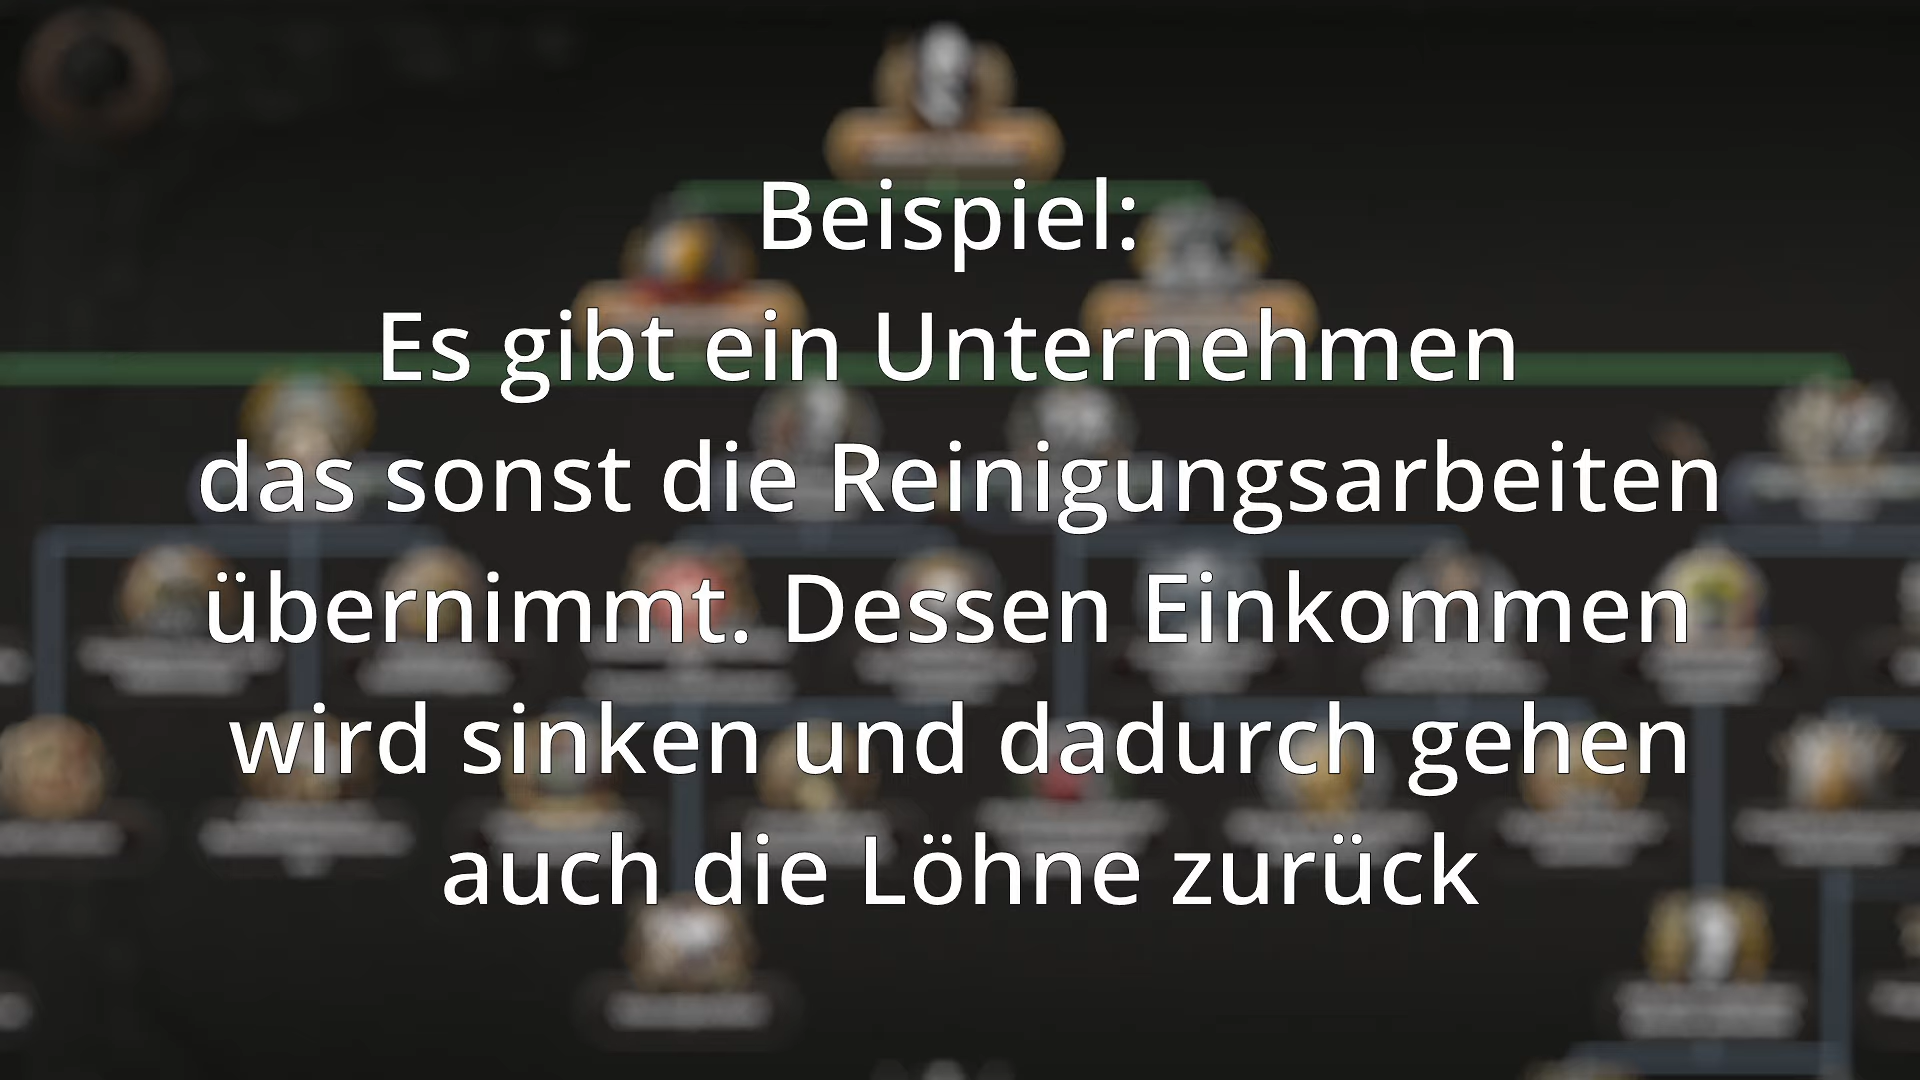 Beispiel:
Es gibt ein Unternehmen
das sonst die Reinigungsarbeiten
übernimmt. Dessen Einkommen
wird sinken und dadurch gehen
auch die Löhne zurück